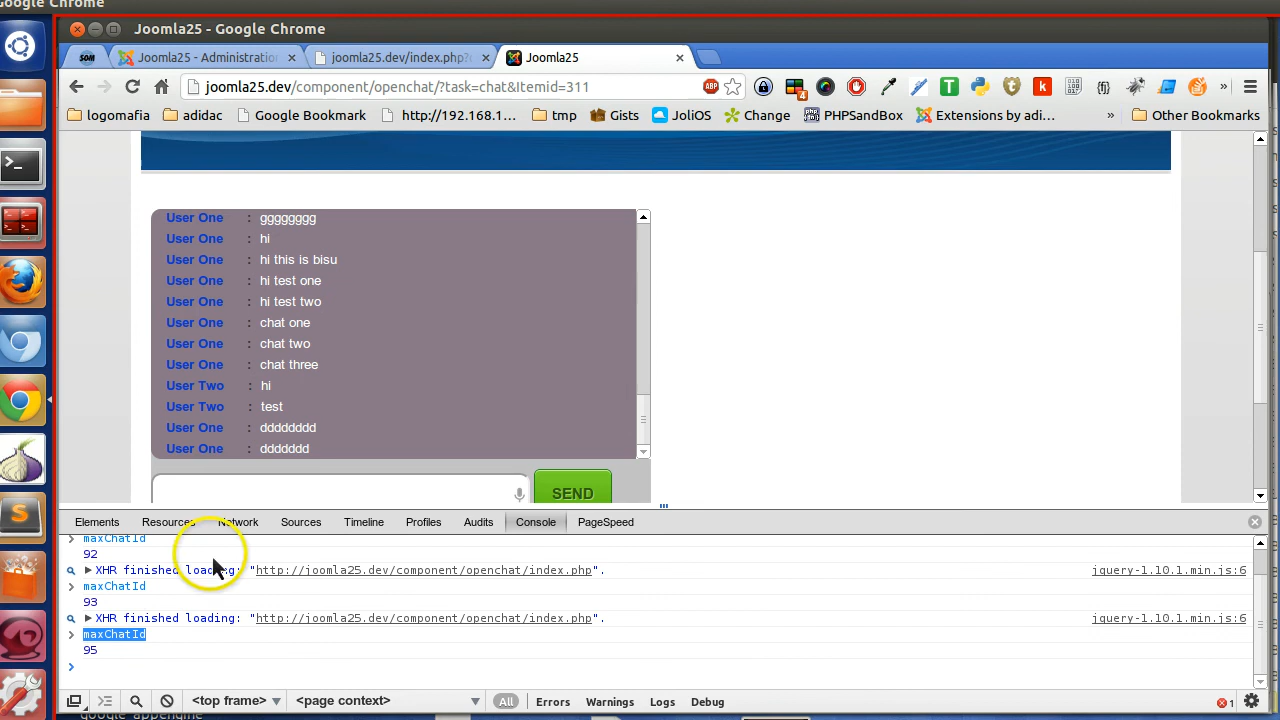 Google Chrome
Joomla25 - Google Chrome
SOM
Joomla25 - Administration
joomla25.dev/index.php?
Joomla25
joomla25.dev/component/openchat/?task=chat&Itemid=311
ABP
4
T
{fj}
k
logomafia
adidac
Google Bookmark
http://192.168.1...
tmp
Gists
JoliOS
Change
PHPSandBox
Extensions by adi...
»
Other Bookmarks
User One : gggggggg
User One : hi
User One : hi this is bisu
User One : hi test one
User One : hi test two
User One : chat one
User One : chat two
User One : chat three
User Two : hi
User Two : test
User One : dddddddd
User One : ddddddd
SEND
Elements
Resources
Network
Sources
Timeline
Profiles
Audits
Console
PageSpeed
maxChatId
92
XHR finished loading: "http://joomla25.dev/component/openchat/index.php". jquery-1.10.1.min.js:6
maxChatId
93
XHR finished loading: "http://joomla25.dev/component/openchat/index.php". jquery-1.10.1.min.js:6
maxChatId
95
<top frame>
<page context>
All
Errors
Warnings
Logs
Debug
1
google appengine